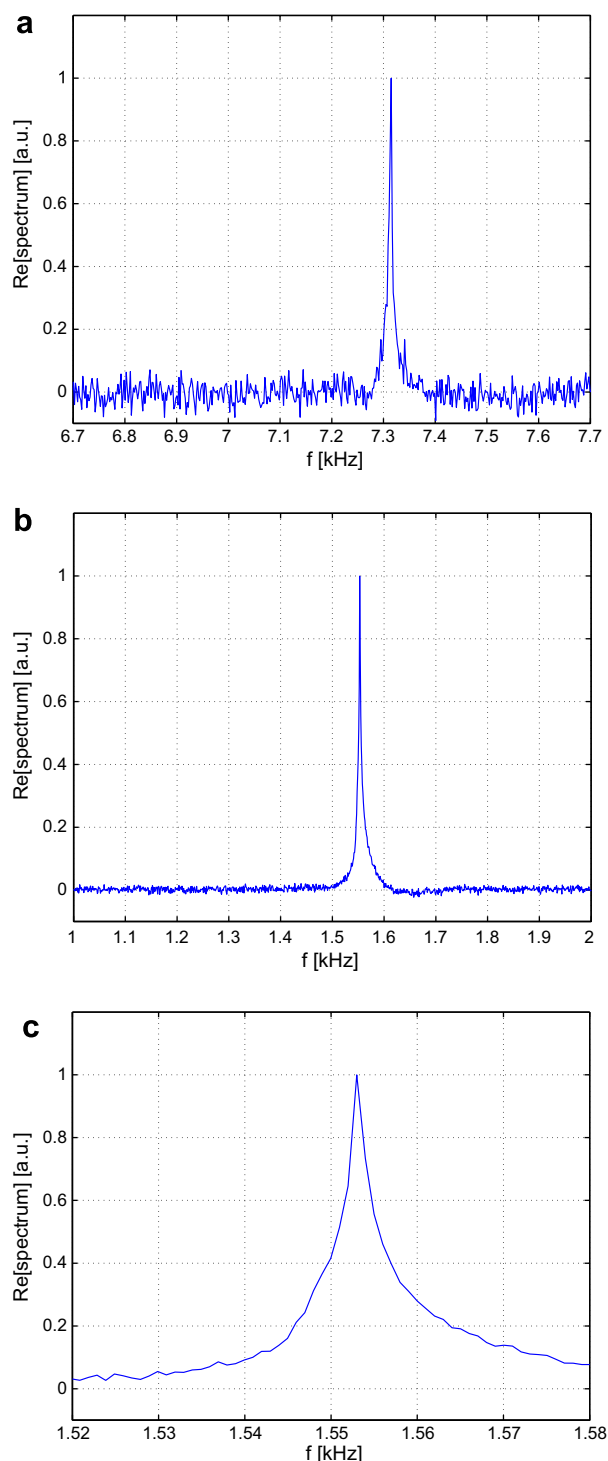 a
1
0.8
0.6
0.4
0.2
0
Re[spectrum] [a.u.]
6.7 6.8 6.9 7 7.1 7.2 7.3 7.4 7.5 7.6 7.7
f [kHz]
b
1
0.8
0.6
0.4
0.2
0
Re[spectrum] [a.u.]
1 1.1 1.2 1.3 1.4 1.5 1.6 1.7 1.8 1.9 2
f [kHz]
c
1
0.8
0.6
0.4
0.2
0
Re[spectrum] [a.u.]
1.52 1.53 1.54 1.55 1.56 1.57 1.58
f [kHz]